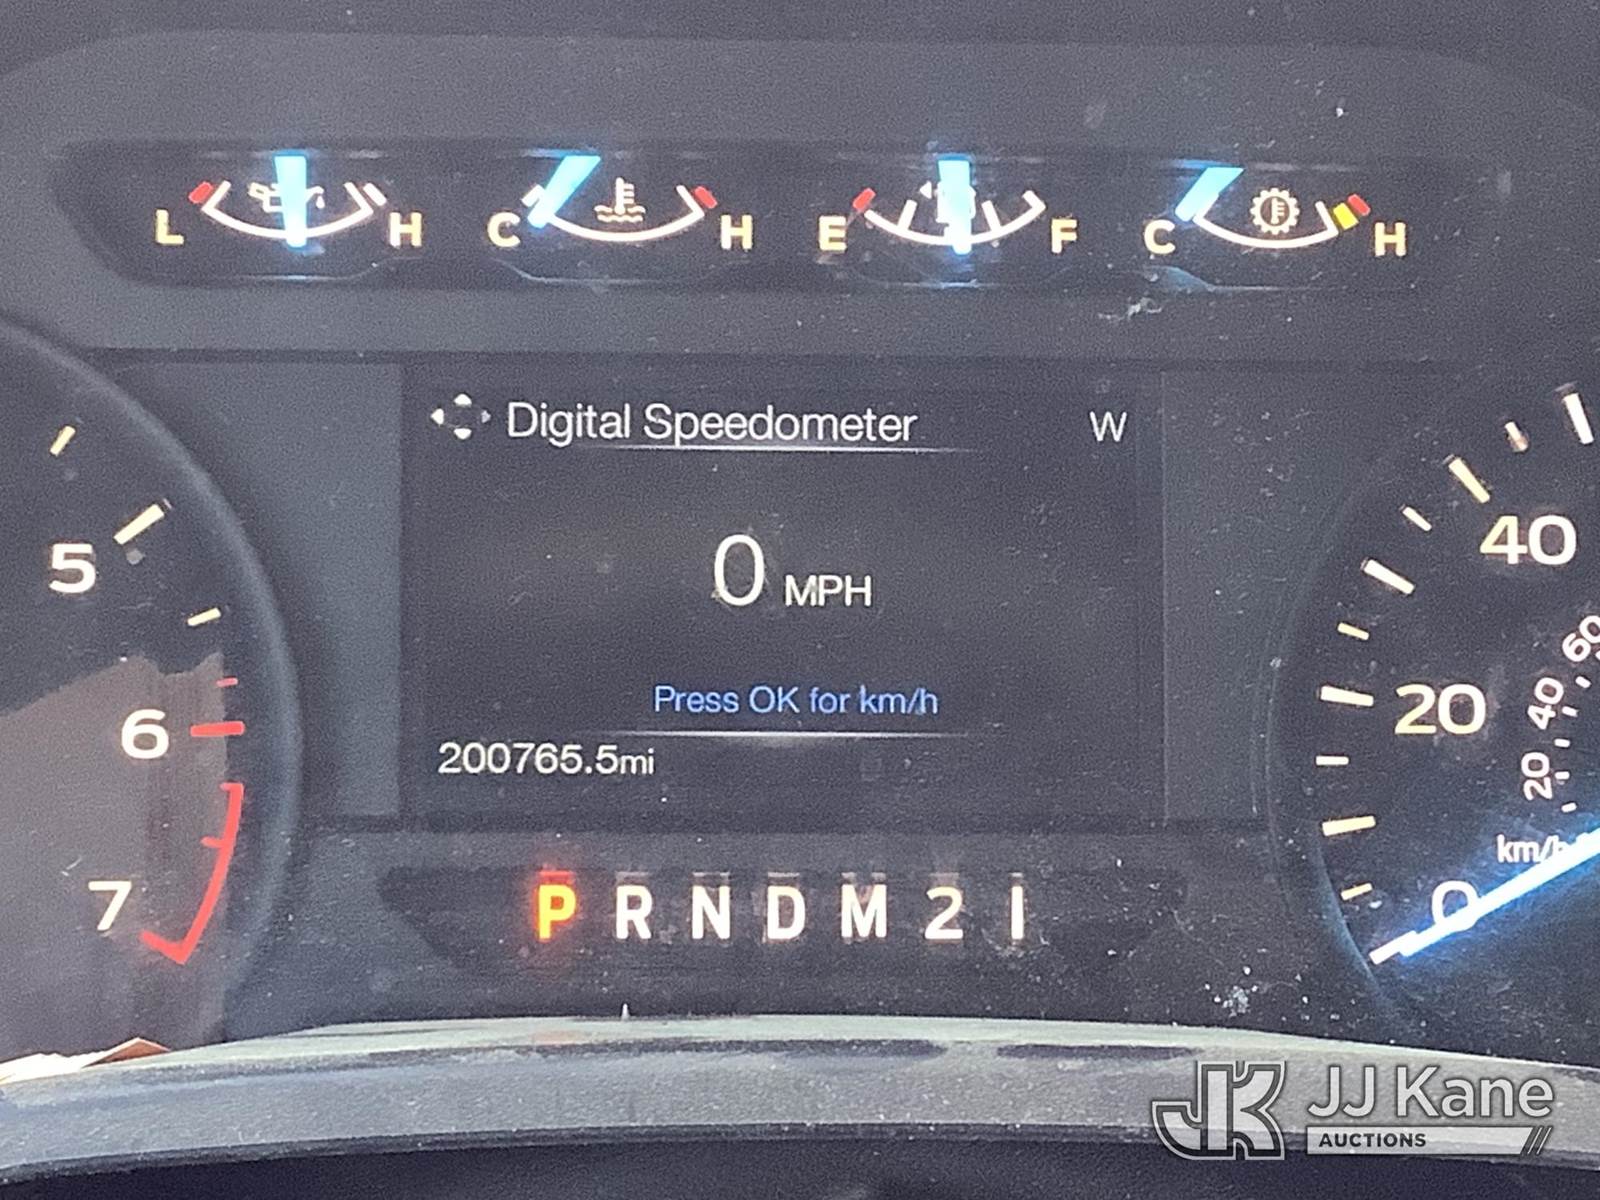 L H C H E F C H
Digital Speedometer W
0 MPH
Press OK for km/h
200765.5mi
P R N D M 2 1
5
6
7
40
20
0
60
40
20
km/h
JK JJ Kane
AUCTIONS